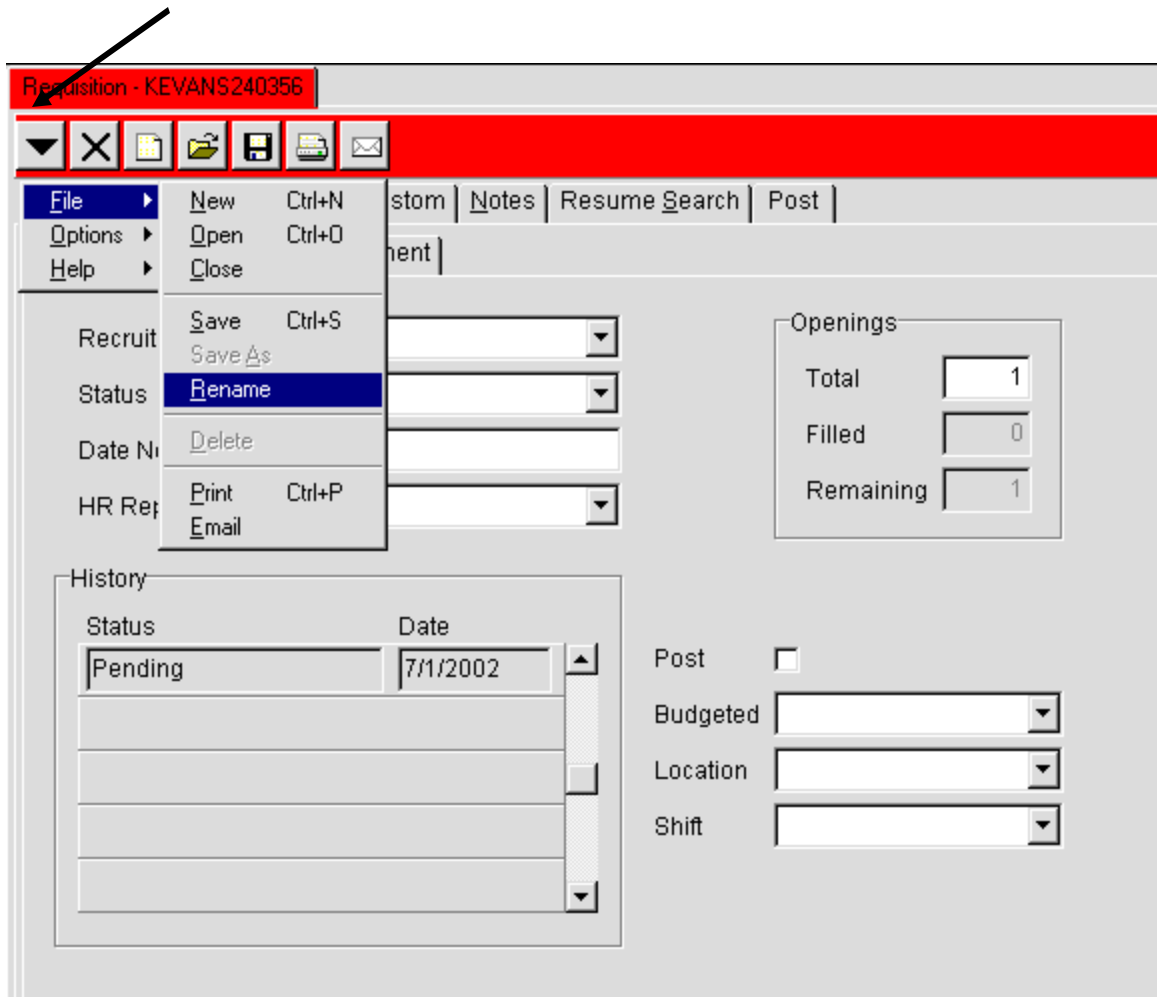 Requisition - KEVANS240356
File
Options
Help
New Ctrl+N
Open Ctrl+O
Close
Save Ctrl+S
Save As
Rename
Delete
Print Ctrl+P
Email
stom Notes Resume Search Post
nent
Recruit
Status
Date N
HR Rep
Openings
Total 1
Filled 0
Remaining 1
History
Status Date
Pending 7/1/2002
Post
Budgeted
Location
Shift